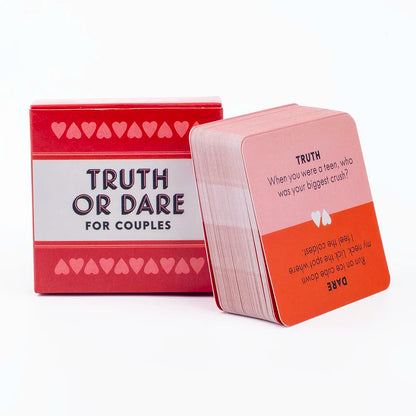 TRUTH
OR DARE
FOR COUPLES
TRUTH
When you were a teen, who
was your biggest crush?
DARE
Run an ice cube down
my neck. Lick the spot where
I feel the coldest.